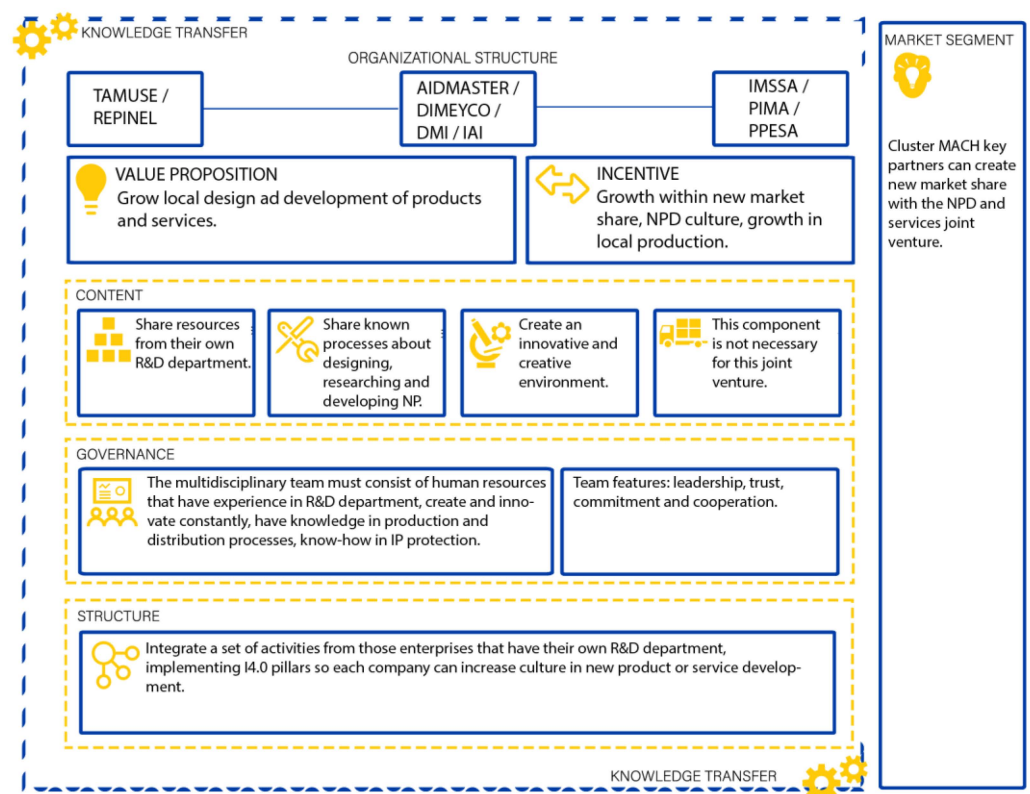 KNOWLEDGE TRANSFER
ORGANIZATIONAL STRUCTURE
TAMUSE /
REPINEL
AIDMASTER /
DIMEYCO /
DMI / IAI
IMSSA /
PIMA /
PPESA
VALUE PROPOSITION
Grow local design ad development of products
and services.
INCENTIVE
Growth within new market
share, NPD culture, growth in
local production.
CONTENT
Share resources
from their own
R&D department.
Share known
processes about
designing,
researching and
developing NP.
Create an
innovative and
creative
environment.
This component
is not necessary
for this joint
venture.
GOVERNANCE
The multidisciplinary team must consist of human resources
that have experience in R&D department, create and inno-
vate constantly, have knowledge in production and
distribution processes, know-how in IP protection.
Team features: leadership, trust,
commitment and cooperation.
STRUCTURE
Integrate a set of activities from those enterprises that have their own R&D department,
implementing I4.0 pillars so each company can increase culture in new product or service develop-
ment.
KNOWLEDGE TRANSFER
MARKET SEGMENT
Cluster MACH key
partners can create
new market share
with the NPD and
services joint
venture.